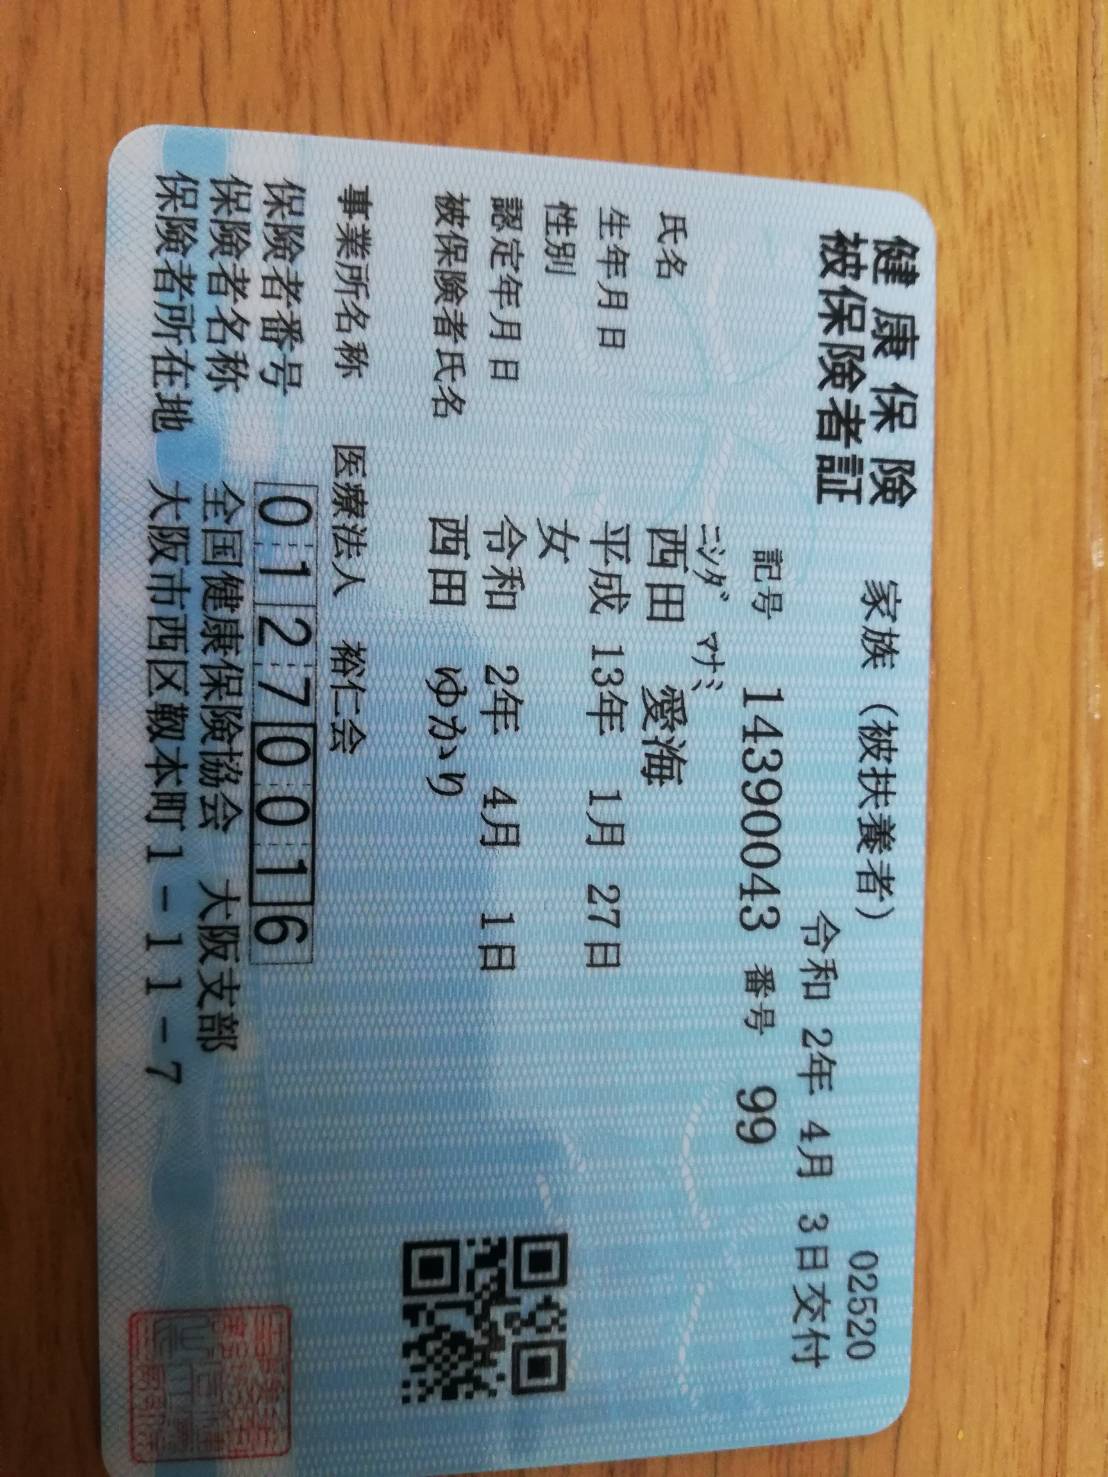 健康保険 家族（被扶養者） 02520
被保険者証 令和 2年 4月 3日交付
記号 14390043 番号 99
ﾆｼﾀﾞ ﾏﾅﾐ
氏名 西田 愛海
生年月日 平成 13年 1月 27日
性別 女
認定年月日 令和 2年 4月 1日
被保険者氏名 西田 ゆかり
事業所名称 医療法人 裕仁会
保険者番号 01270016
保険者名称 全国健康保険協会 大阪支部
保険者所在地 大阪市西区靱本町1-11-7